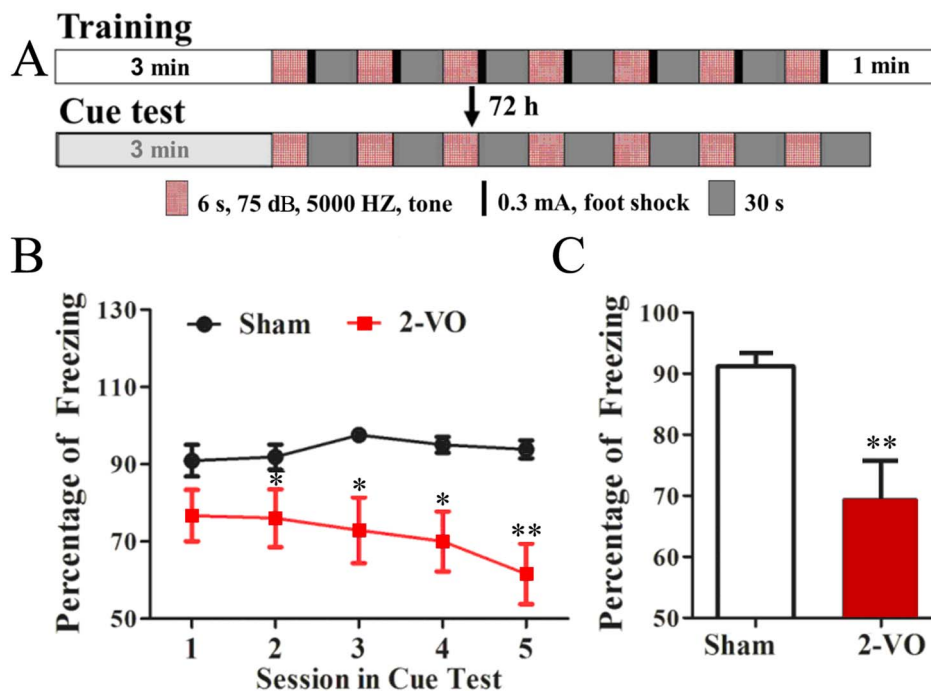 Training
A
3 min
1 min
72 h
Cue test
3 min
6 s, 75 dB, 5000 HZ, tone
0.3 mA, foot shock
30 s
B
Percentage of Freezing
130
110
90
70
50
Sham
2-VO
*
*
*
**
1 2 3 4 5
Session in Cue Test
C
Percentage of Freezing
100
90
80
70
60
50
**
Sham
2-VO